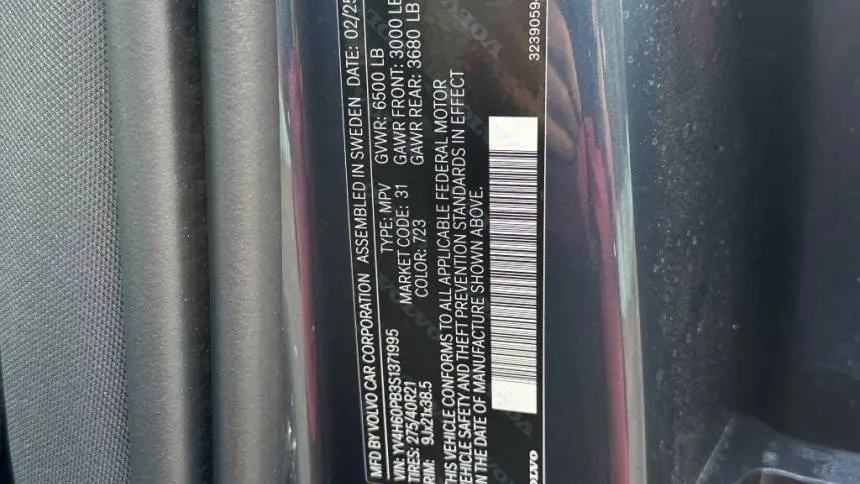 MFD BY VOLVO CAR CORPORATION ASSEMBLED IN SWEDEN DATE: 02/25
VIN: YV4H60PB3S1371995 TYPE: MPV GVWR: 6500 LB
TIRES: 275/40R21 MARKET CODE: 31 GAWR FRONT: 3000 LB
RIM: 9Jx21x38.5 COLOR: 723 GAWR REAR: 3680 LB
THIS VEHICLE CONFORMS TO ALL APPLICABLE FEDERAL MOTOR
VEHICLE SAFETY AND THEFT PREVENTION STANDARDS IN EFFECT
ON THE DATE OF MANUFACTURE SHOWN ABOVE.
VOLVO 3239059